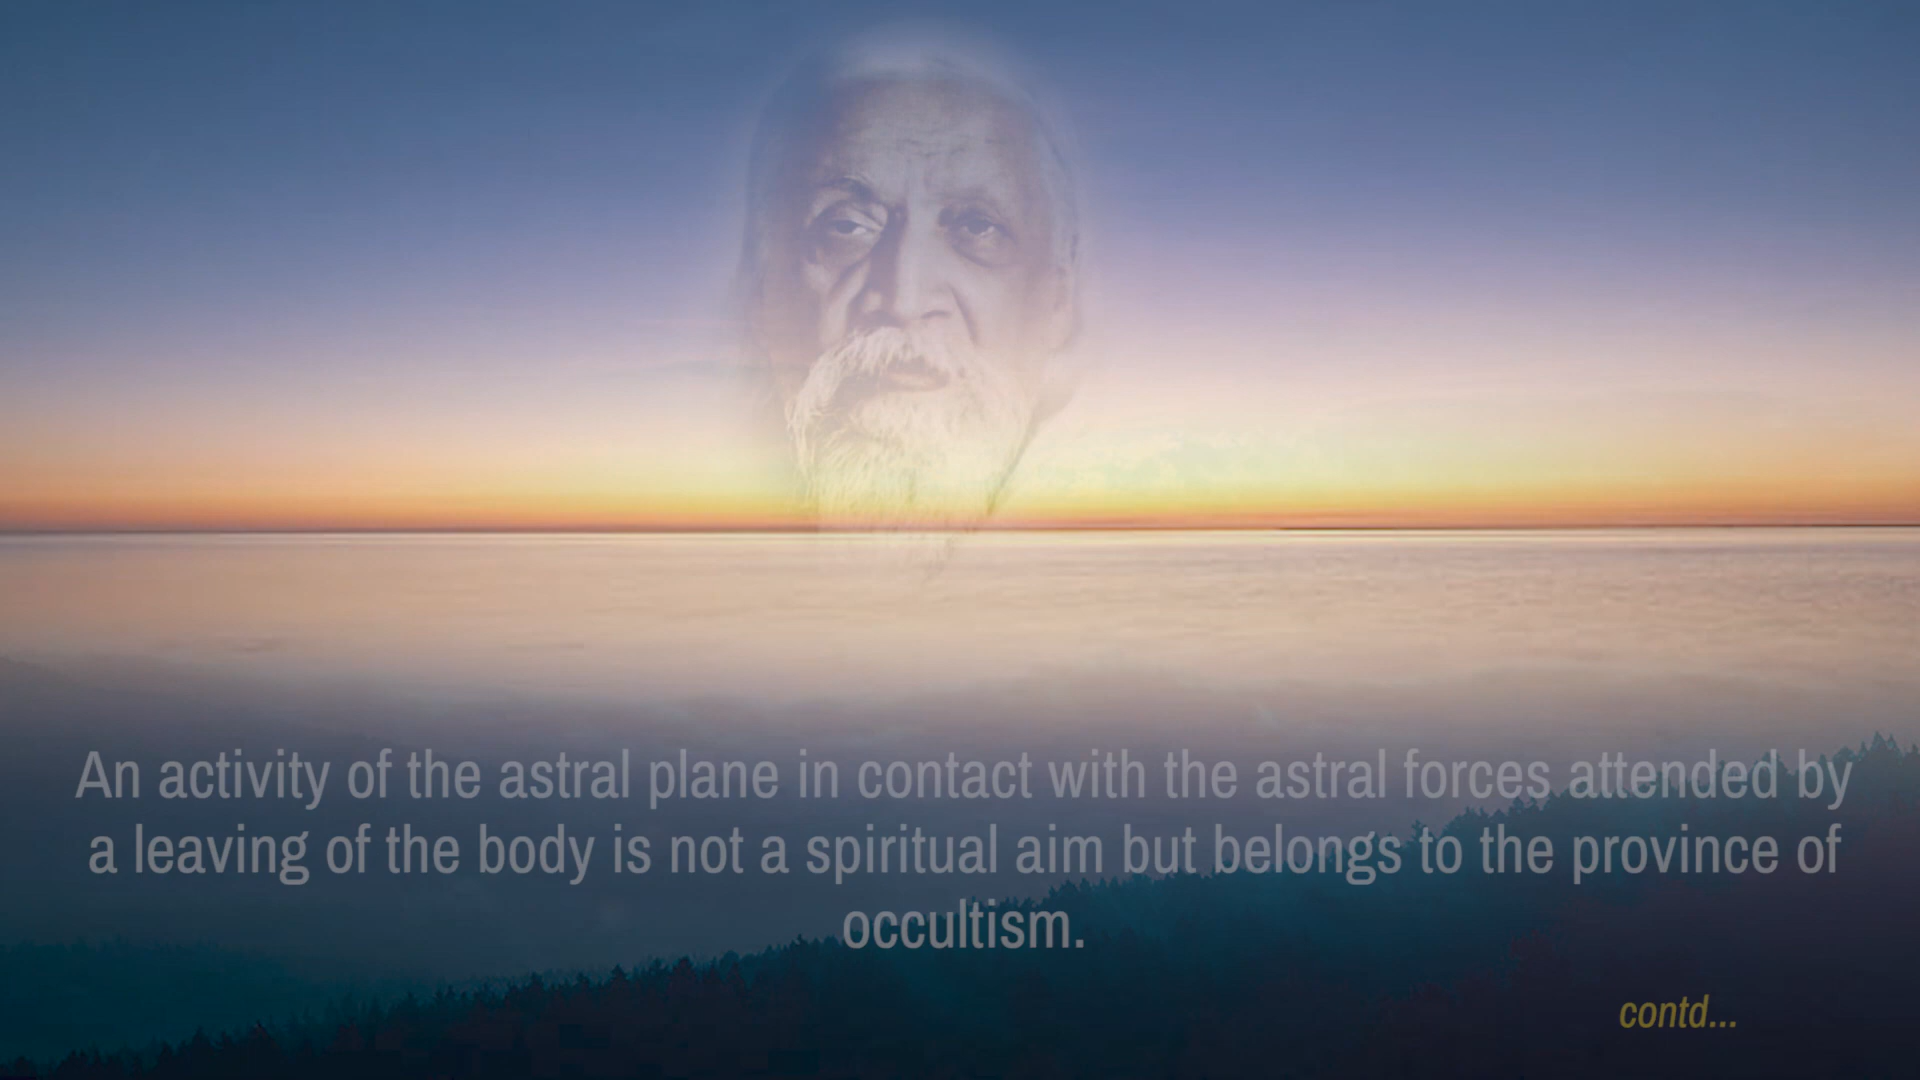 An activity of the astral plane in contact with the astral forces attended by
a leaving of the body is not a spiritual aim but belongs to the province of
occultism.
contd...